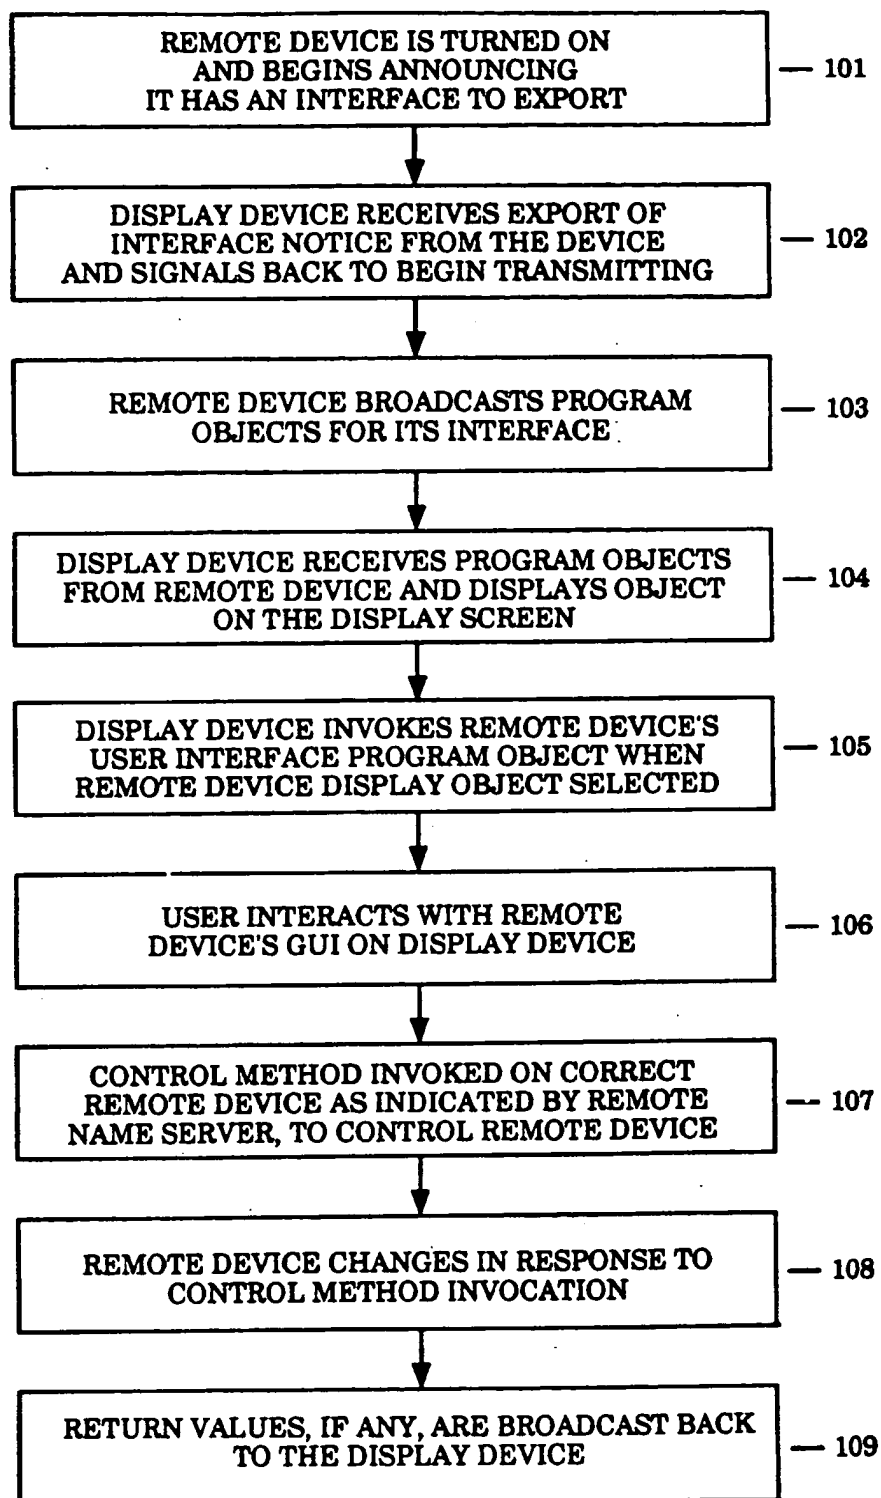 REMOTE DEVICE IS TURNED ON
AND BEGINS ANNOUNCING
IT HAS AN INTERFACE TO EXPORT
101
DISPLAY DEVICE RECEIVES EXPORT OF
INTERFACE NOTICE FROM THE DEVICE
AND SIGNALS BACK TO BEGIN TRANSMITTING
102
REMOTE DEVICE BROADCASTS PROGRAM
OBJECTS FOR ITS INTERFACE
103
DISPLAY DEVICE RECEIVES PROGRAM OBJECTS
FROM REMOTE DEVICE AND DISPLAYS OBJECT
ON THE DISPLAY SCREEN
104
DISPLAY DEVICE INVOKES REMOTE DEVICE'S
USER INTERFACE PROGRAM OBJECT WHEN
REMOTE DEVICE DISPLAY OBJECT SELECTED
105
USER INTERACTS WITH REMOTE
DEVICE'S GUI ON DISPLAY DEVICE
106
CONTROL METHOD INVOKED ON CORRECT
REMOTE DEVICE AS INDICATED BY REMOTE
NAME SERVER, TO CONTROL REMOTE DEVICE
107
REMOTE DEVICE CHANGES IN RESPONSE TO
CONTROL METHOD INVOCATION
108
RETURN VALUES, IF ANY, ARE BROADCAST BACK
TO THE DISPLAY DEVICE
109